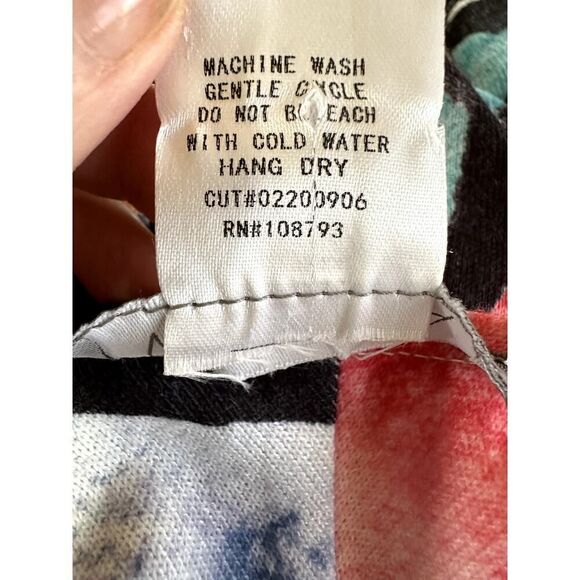 MACHINE WASH
GENTLE CYCLE
DO NOT BLEACH
WITH COLD WATER
HANG DRY
CUT#02200906
RN#108793